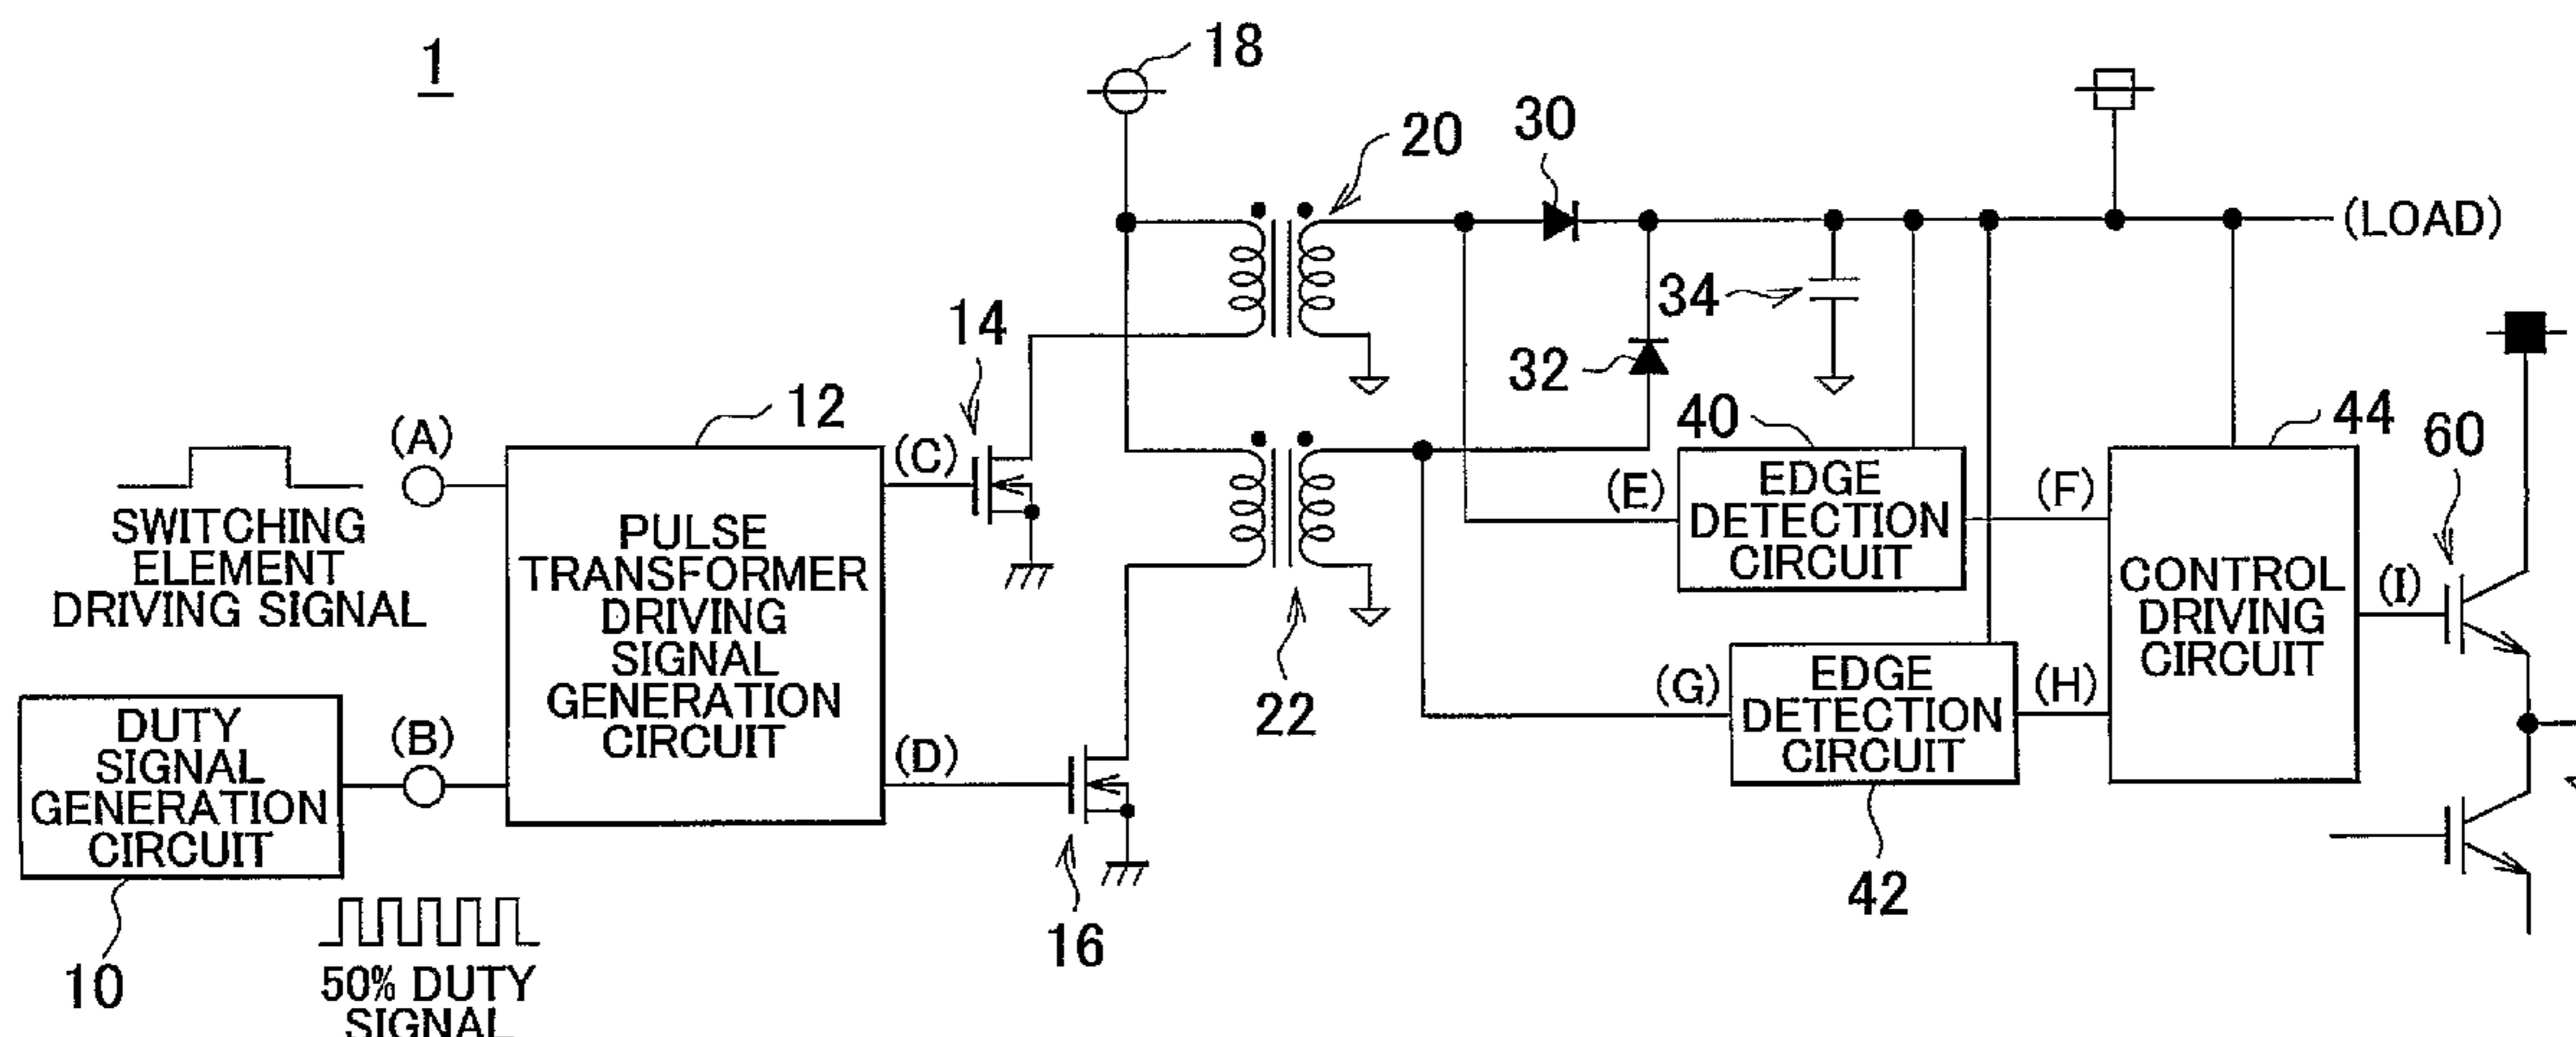 1
18
20
30
(LOAD)
34
14
32
12
40
44
60
(A)
(C)
(E)
EDGE
DETECTION
CIRCUIT
(F)
SWITCHING
ELEMENT
DRIVING SIGNAL
PULSE
TRANSFORMER
DRIVING
SIGNAL
GENERATION
CIRCUIT
CONTROL
DRIVING
CIRCUIT
(I)
22
(G)
EDGE
DETECTION
CIRCUIT
(H)
DUTY
SIGNAL
GENERATION
CIRCUIT
(B)
(D)
42
16
10
50% DUTY
SIGNAL